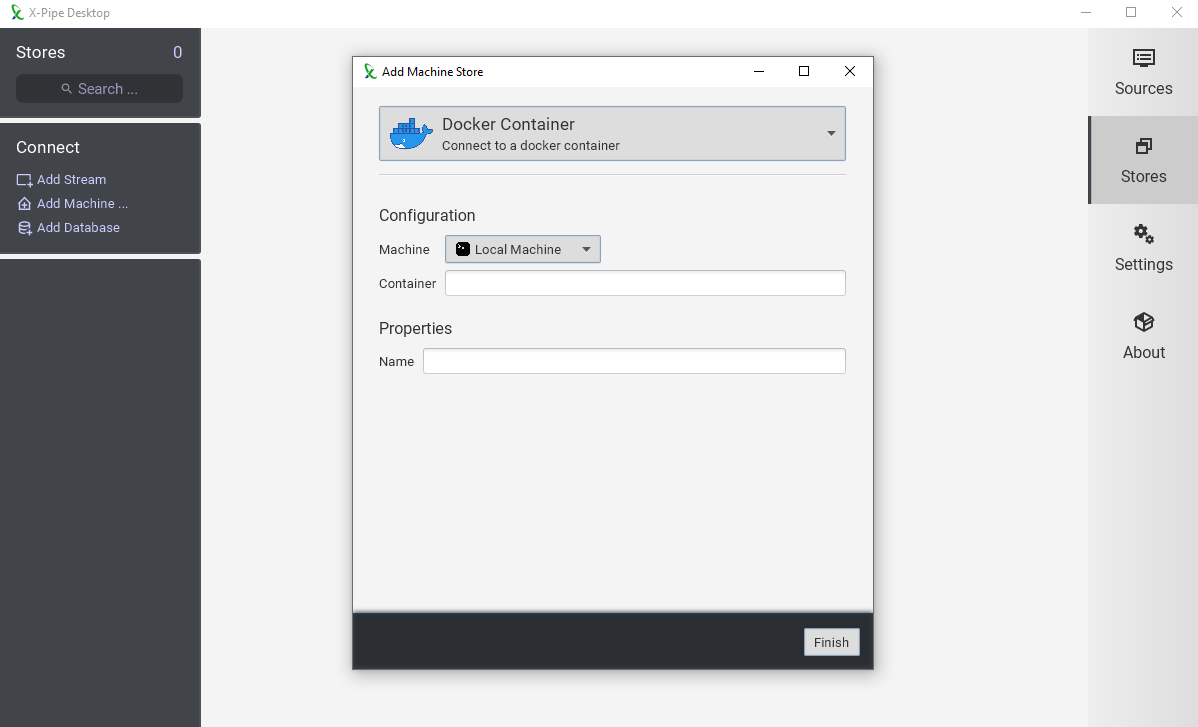 X-Pipe Desktop
Stores 0
Search ...
Connect
Add Stream
Add Machine ...
Add Database
Add Machine Store
Docker Container
Connect to a docker container
Configuration
Machine Local Machine
Container
Properties
Name
Finish
Sources
Stores
Settings
About